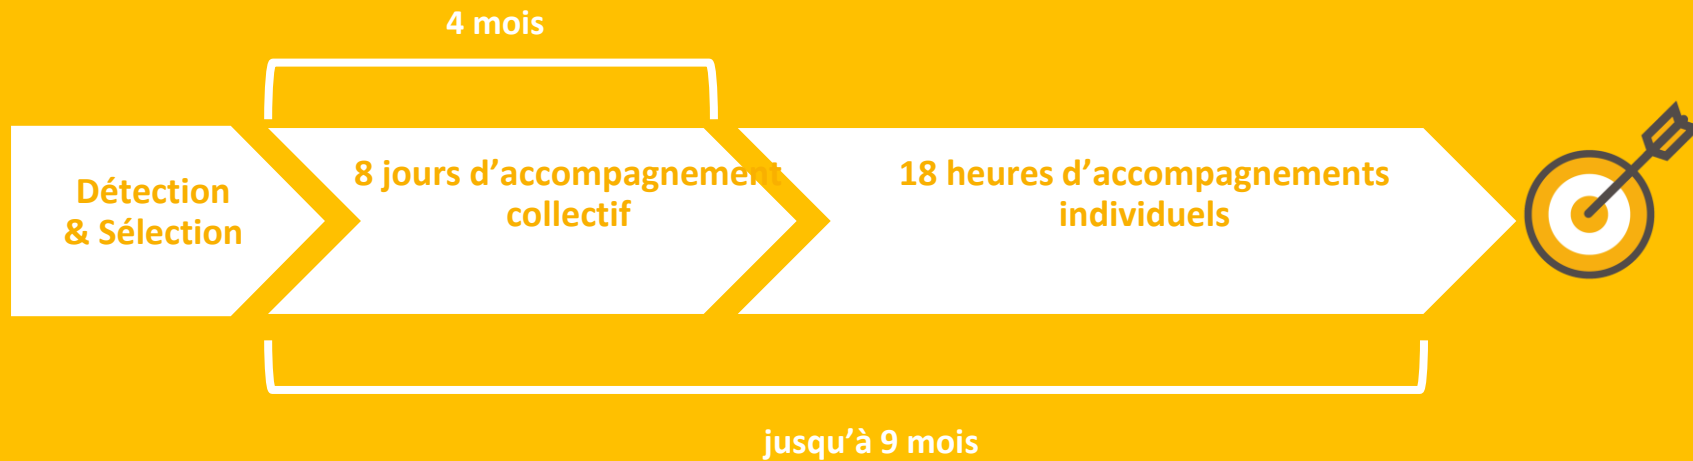 4 mois
Détection
& Sélection
8 jours d’accompagnement
collectif
18 heures d’accompagnements
individuels
jusqu’à 9 mois